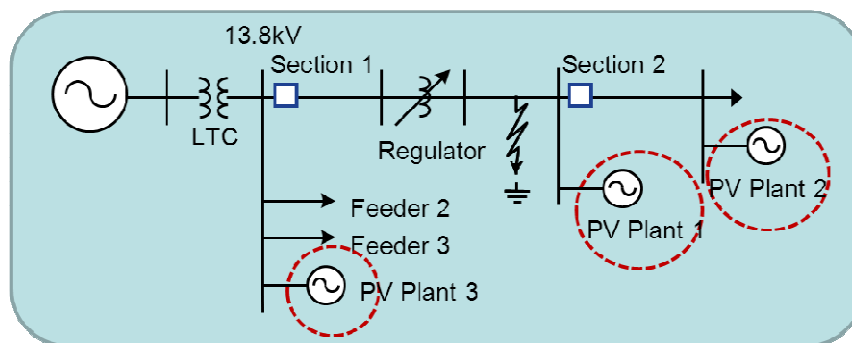 13.8kV
Section 1
Section 2
LTC
Regulator
PV Plant 2
Feeder 2
PV Plant 1
Feeder 3
PV Plant 3